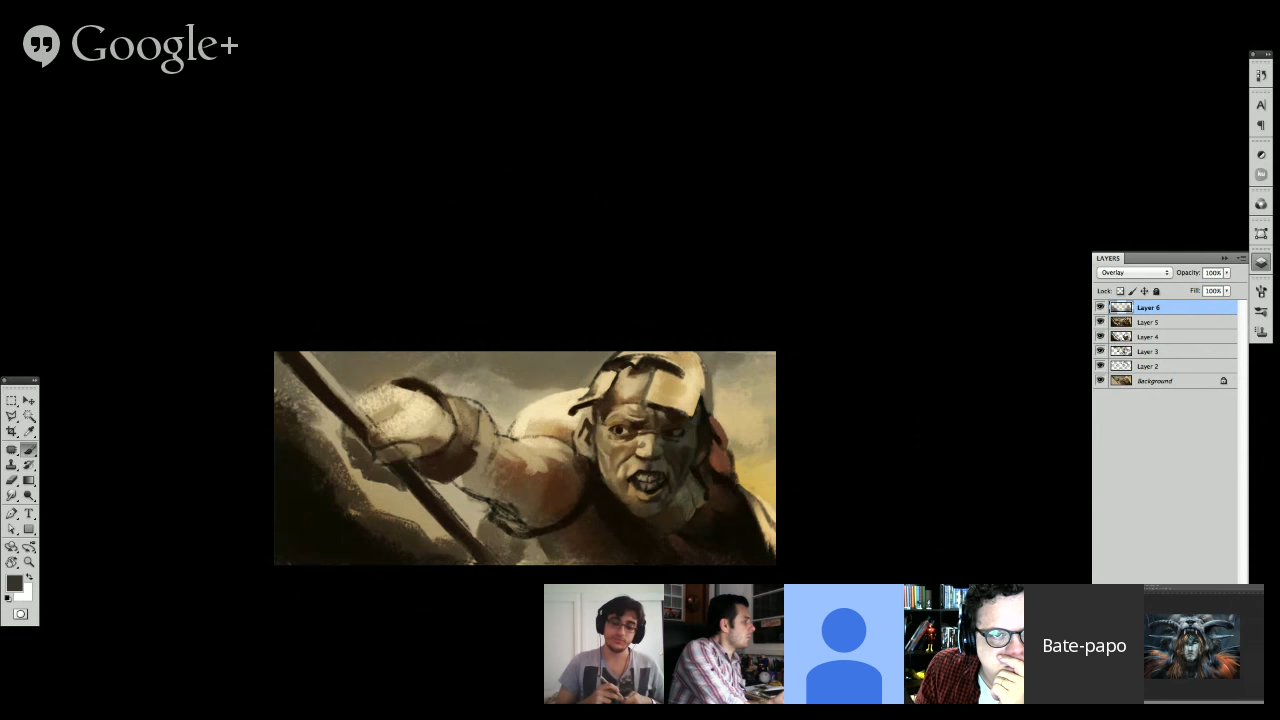 Google+
A
¶
LAYERS
Overlay
Opacity: 100%
Lock:
Fill: 100%
Layer 6
Layer 5
Layer 4
Layer 3
Layer 2
Background
T
Bate-papo